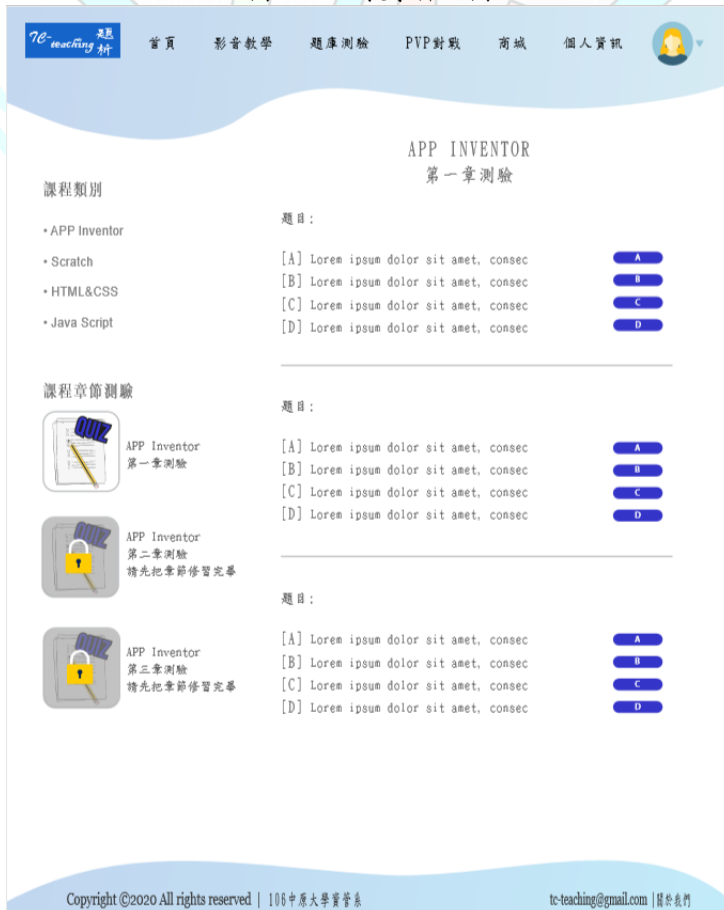 TC-teaching 題析
首頁 影音教學 題庫測驗 PVP對戰 商城 個人資訊
APP INVENTOR
第一章測驗
課程類別
• APP Inventor
• Scratch
• HTML&CSS
• Java Script
課程章節測驗
QUIZ
APP Inventor
第一章測驗
QUIZ
APP Inventor
第二章測驗
請先把章節修習完畢
QUIZ
APP Inventor
第三章測驗
請先把章節修習完畢
題目:
[A] Lorem ipsum dolor sit amet, consec A
[B] Lorem ipsum dolor sit amet, consec B
[C] Lorem ipsum dolor sit amet, consec C
[D] Lorem ipsum dolor sit amet, consec D
題目:
[A] Lorem ipsum dolor sit amet, consec A
[B] Lorem ipsum dolor sit amet, consec B
[C] Lorem ipsum dolor sit amet, consec C
[D] Lorem ipsum dolor sit amet, consec D
題目:
[A] Lorem ipsum dolor sit amet, consec A
[B] Lorem ipsum dolor sit amet, consec B
[C] Lorem ipsum dolor sit amet, consec C
[D] Lorem ipsum dolor sit amet, consec D
Copyright ©2020 All rights reserved | 106中原大學資管系 tc-teaching@gmail.com |關於我們